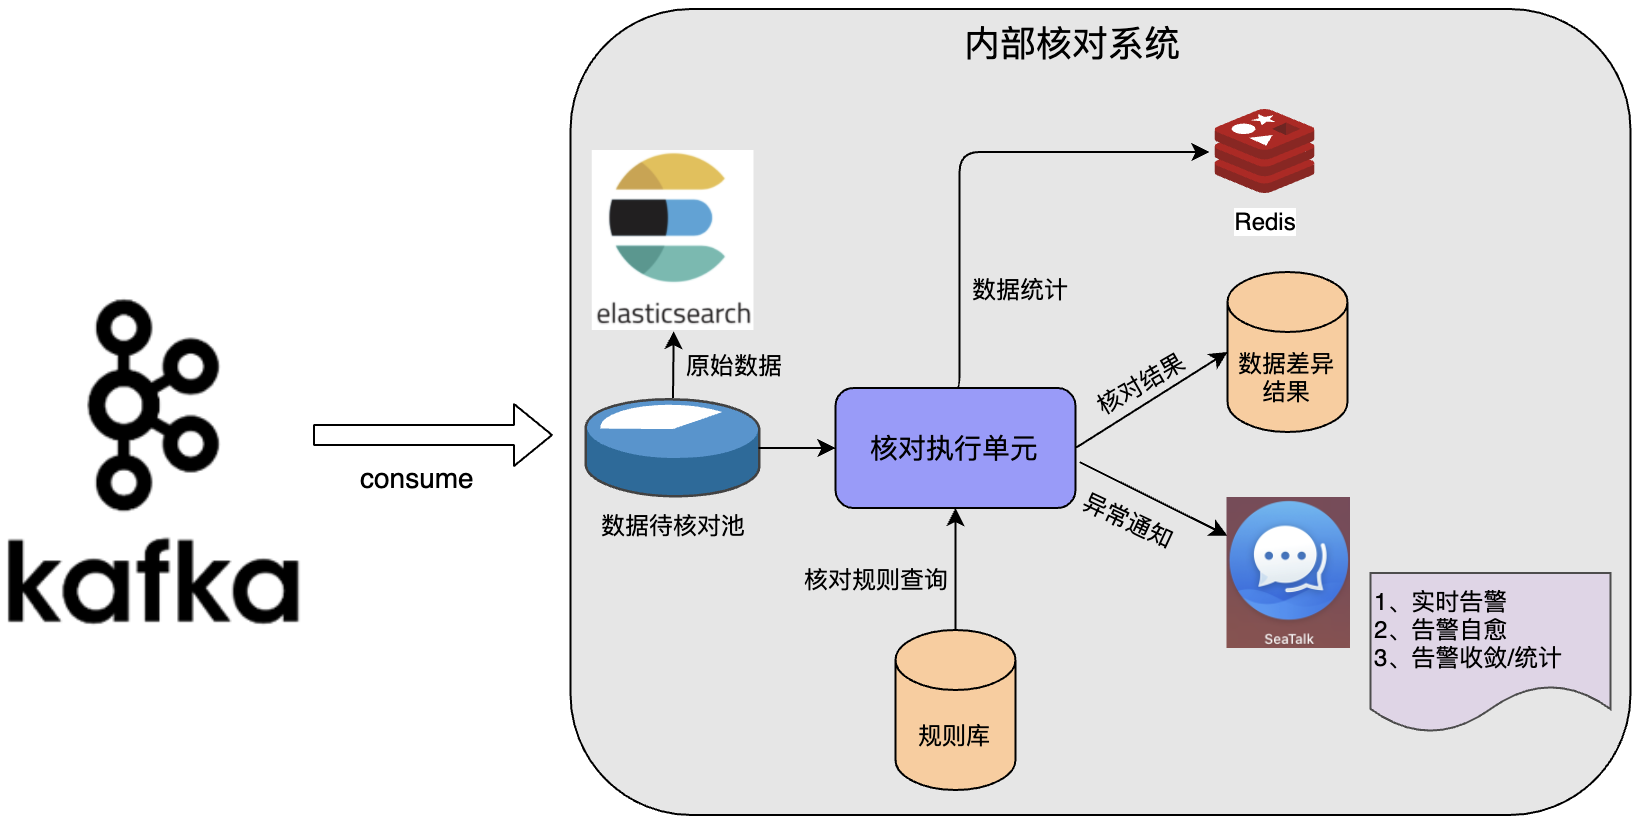 内部核对系统
Redis
elasticsearch
数据统计
原始数据
核对结果
数据差异
结果
核对执行单元
kafka
consume
数据待核对池
异常通知
核对规则查询
SeaTalk
1、实时告警
2、告警自愈
3、告警收敛/统计
规则库